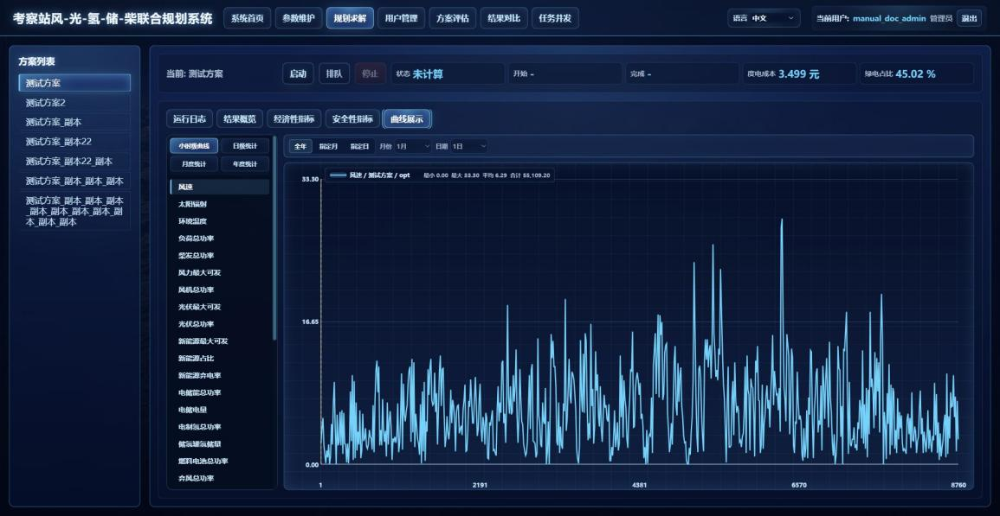 考察站风-光-氢-储-柴联合规划系统
系统首页 参数维护 规划求解 用户管理 方案评估 结果对比 任务并发
语言 中文
当前用户: manual_doc_admin 管理员 退出
方案列表
测试方案
测试方案2
测试方案_副本
测试方案_副本22
测试方案_副本22_副本
测试方案_副本_副本_副本
测试方案_副本_副本_副本
_副本_副本_副本_副本_副
本_副本_副本
当前: 测试方案 启动 排队 停止 状态 未计算 开始 - 完成 - 度电成本 3.499 元 绿电占比 45.02 %
运行日志 结果概览 经济性指标 安全性指标 曲线展示
小时级曲线 日级统计
月度统计 年度统计
风速
太阳辐射
环境温度
负荷总功率
柴发总功率
风力最大可发
风机总功率
光伏最大可发
光伏总功率
新能源最大可发
新能源占比
新能源弃电率
电储能总功率
电储电量
电制氢总功率
储氢罐氢储量
燃料电池总功率
弃风总功率
全年 指定月 指定日 月份 1月 日期 1日
风速 / 测试方案 / opt 最小 0.00 最大 33.30 平均 6.29 合计 55,109.20
33.30
16.65
0.00
1 2191 4381 6570 8760